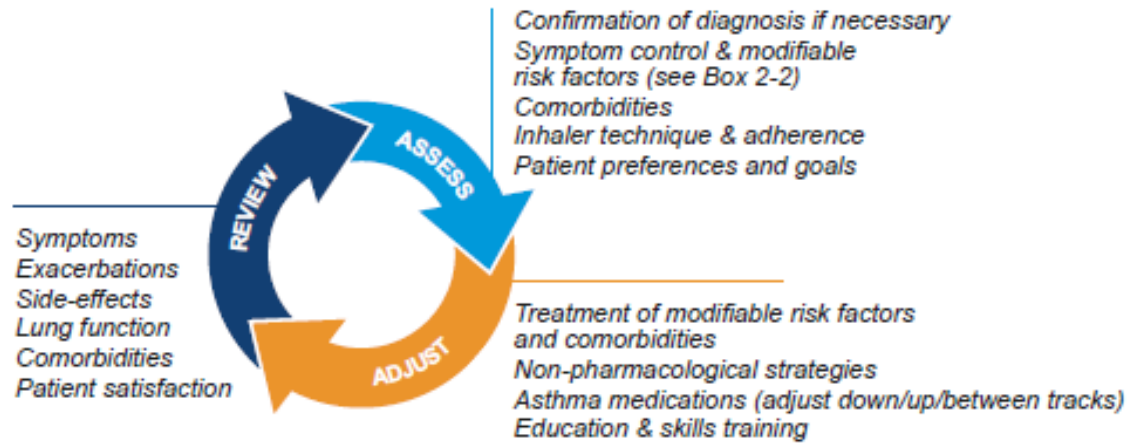 Confirmation of diagnosis if necessary
Symptom control & modifiable
risk factors (see Box 2-2)
Comorbidities
Inhaler technique & adherence
Patient preferences and goals
ASSESS
REVIEW
Symptoms
Exacerbations
Side-effects
Lung function
Comorbidities
Patient satisfaction
ADJUST
Treatment of modifiable risk factors
and comorbidities
Non-pharmacological strategies
Asthma medications (adjust down/up/between tracks)
Education & skills training